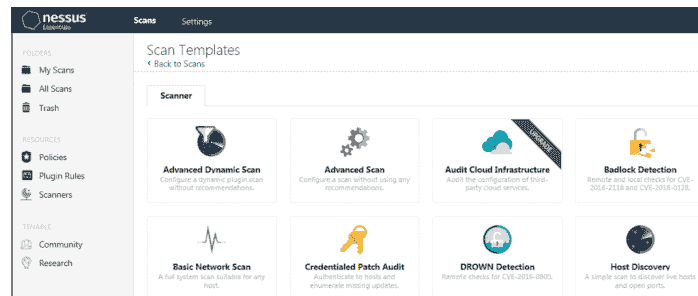 nessus
Essentials
Scans
Settings
FOLDERS
My Scans
All Scans
Trash
RESOURCES
Policies
Plugin Rules
Scanners
TENABLE
Community
Research
Scan Templates
Back to Scans
Scanner
Advanced Dynamic Scan
Configure a dynamic plugin scan
without recommendations.
Advanced Scan
Configure a scan without using any
recommendations.
UPGRADE
Audit Cloud Infrastructure
Audit the configuration of third-
party cloud services.
Badlock Detection
Remote and local checks for CVE-
2016-2118 and CVE-2016-0128.
Basic Network Scan
A full system scan suitable for any
host.
Credentialed Patch Audit
Authenticate to hosts and
enumerate missing updates.
DROWN Detection
Remote checks for CVE-2016-0800.
Host Discovery
A simple scan to discover live hosts
and open ports.